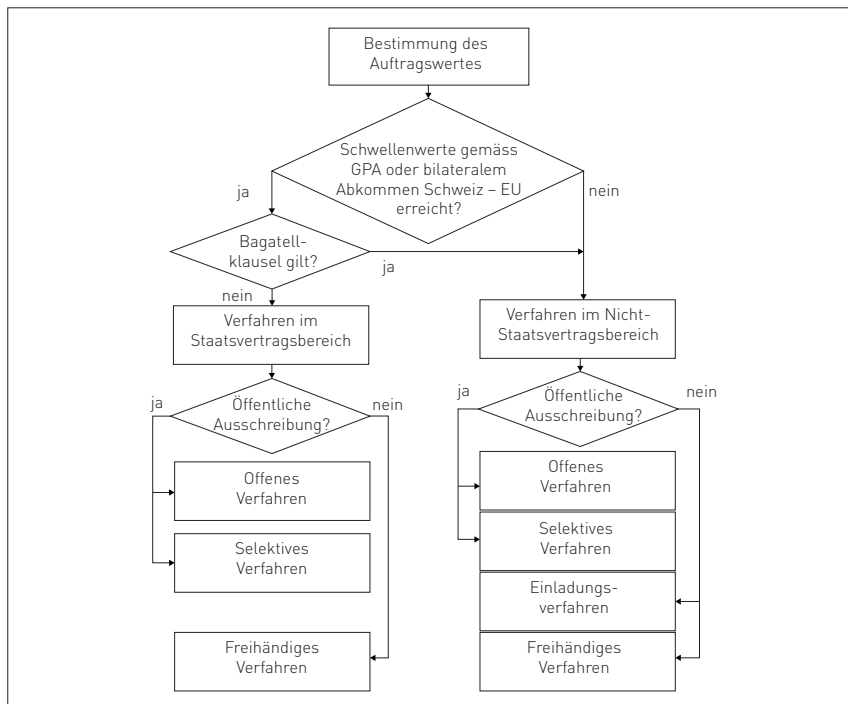 Bestimmung des
Auftragswertes
Schwellenwerte gemäss
GPA oder bilateralem
Abkommen Schweiz – EU
erreicht?
ja
nein
Bagatell-
klausel gilt?
ja
nein
Verfahren im
Staatsvertragsbereich
Verfahren im Nicht-
Staatsvertragsbereich
ja
Öffentliche
Ausschreibung?
nein
ja
Öffentliche
Ausschreibung?
nein
Offenes
Verfahren
Selektives
Verfahren
Freihändiges
Verfahren
Offenes
Verfahren
Selektives
Verfahren
Einladungs-
verfahren
Freihändiges
Verfahren